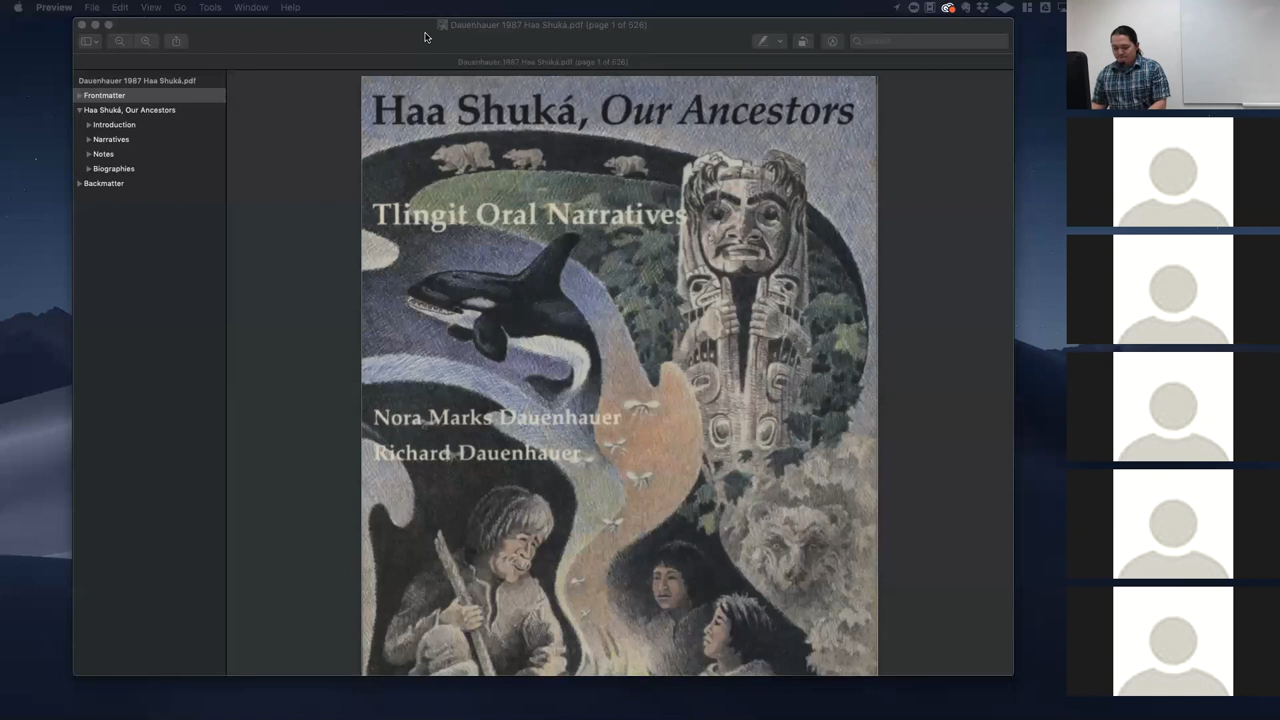 Preview File Edit View Go Tools Window Help
Dauenhauer 1987 Haa Shuká.pdf (page 1 of 526)
Dauenhauer 1987 Haa Shuká.pdf (page 1 of 526)
Dauenhauer 1987 Haa Shuká.pdf
Frontmatter
Haa Shuká, Our Ancestors
Introduction
Narratives
Notes
Biographies
Backmatter
Haa Shuká, Our Ancestors
Tlingit Oral Narratives
Nora Marks Dauenhauer
Richard Dauenhauer